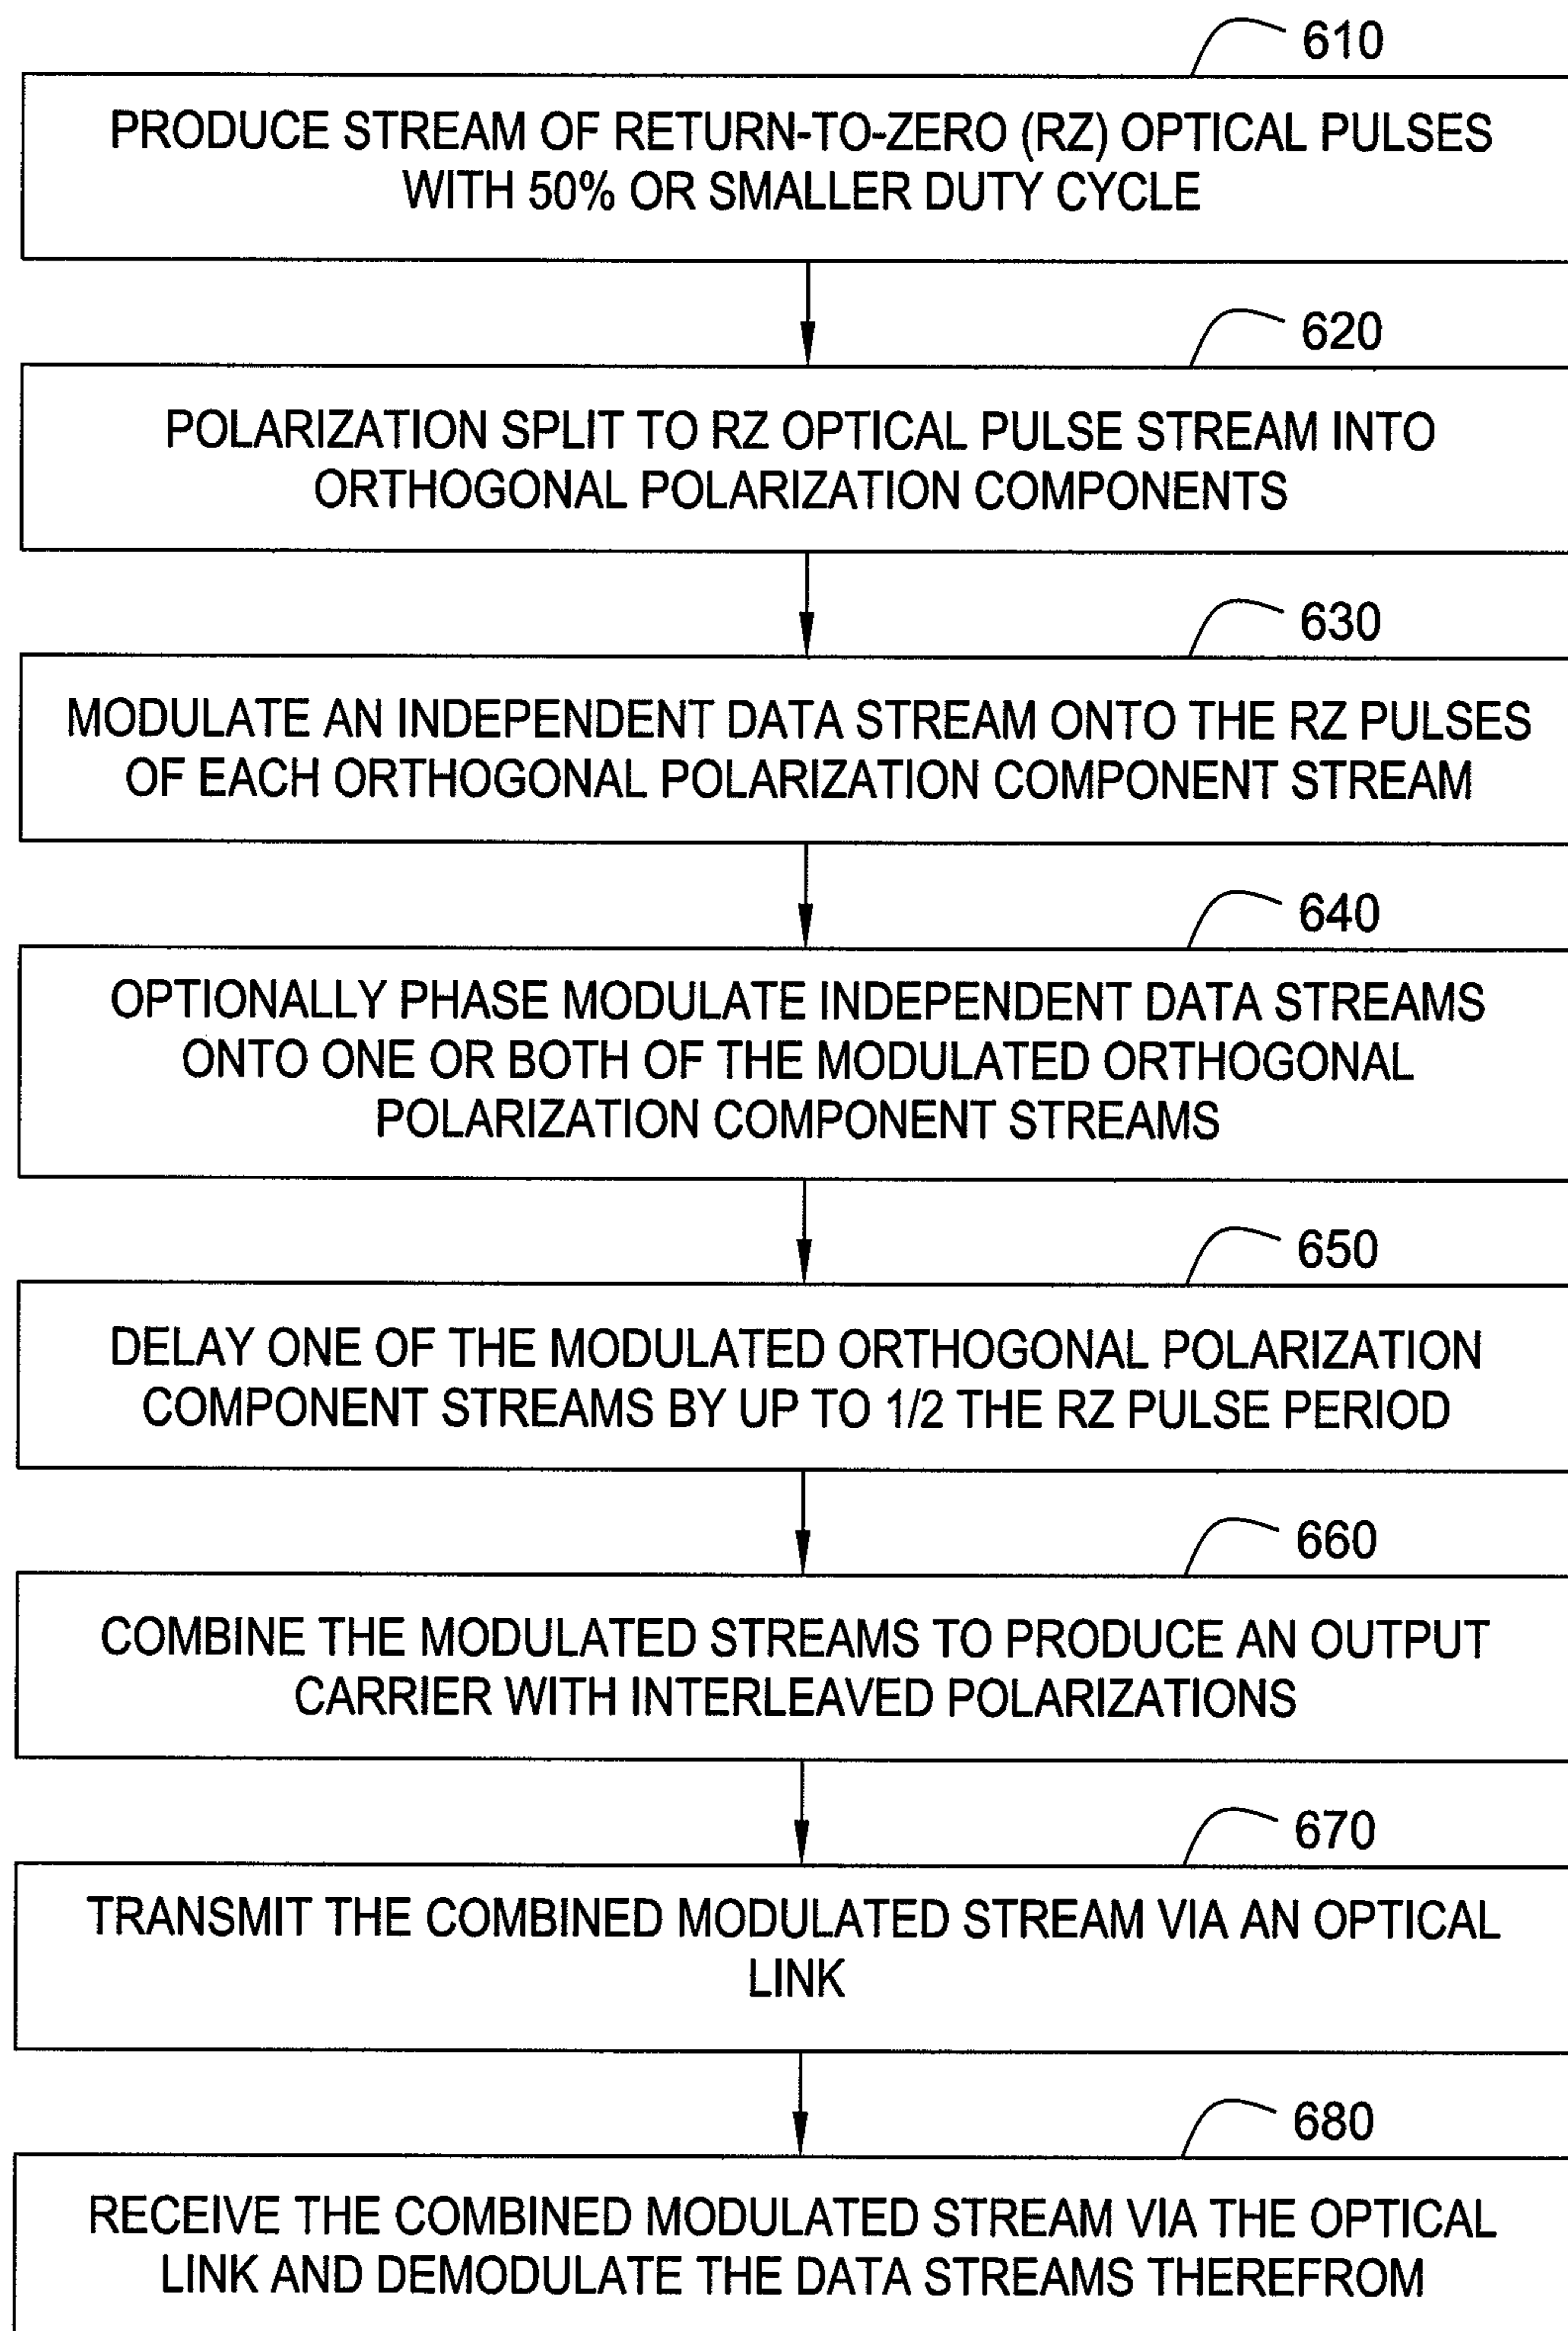 610
PRODUCE STREAM OF RETURN-TO-ZERO (RZ) OPTICAL PULSES
WITH 50% OR SMALLER DUTY CYCLE
620
POLARIZATION SPLIT TO RZ OPTICAL PULSE STREAM INTO
ORTHOGONAL POLARIZATION COMPONENTS
630
MODULATE AN INDEPENDENT DATA STREAM ONTO THE RZ PULSES
OF EACH ORTHOGONAL POLARIZATION COMPONENT STREAM
640
OPTIONALLY PHASE MODULATE INDEPENDENT DATA STREAMS
ONTO ONE OR BOTH OF THE MODULATED ORTHOGONAL
POLARIZATION COMPONENT STREAMS
650
DELAY ONE OF THE MODULATED ORTHOGONAL POLARIZATION
COMPONENT STREAMS BY UP TO 1/2 THE RZ PULSE PERIOD
660
COMBINE THE MODULATED STREAMS TO PRODUCE AN OUTPUT
CARRIER WITH INTERLEAVED POLARIZATIONS
670
TRANSMIT THE COMBINED MODULATED STREAM VIA AN OPTICAL
LINK
680
RECEIVE THE COMBINED MODULATED STREAM VIA THE OPTICAL
LINK AND DEMODULATE THE DATA STREAMS THEREFROM